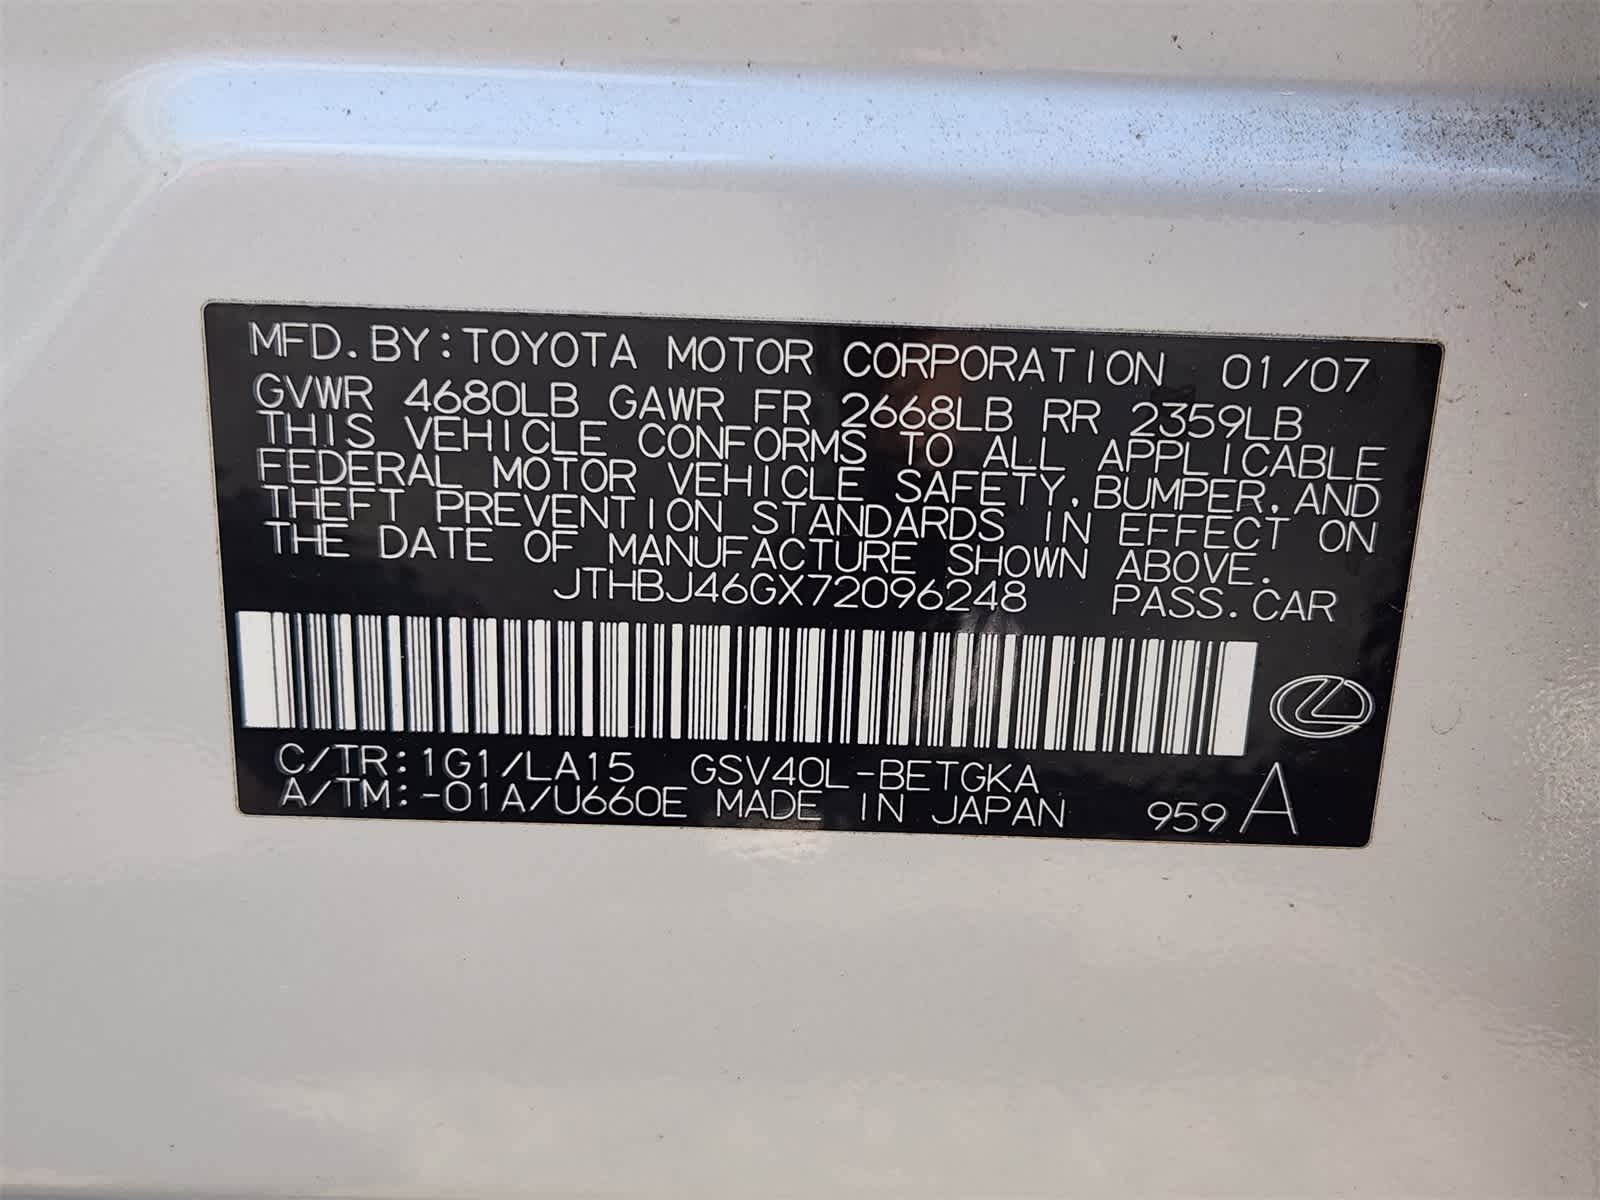 MFD. BY: TOYOTA MOTOR CORPORATION 01/07
GVWR 4680LB GAWR FR 2668LB RR 2359LB
THIS VEHICLE CONFORMS TO ALL APPLICABLE
FEDERAL MOTOR VEHICLE SAFETY, BUMPER, AND
THEFT PREVENTION STANDARDS IN EFFECT ON
THE DATE OF MANUFACTURE SHOWN ABOVE.
JTHBJ46GX72096248 PASS. CAR
C/TR: 1G1/LA15 GSV40L-BETGKA
A/TM: -01A/U660E MADE IN JAPAN 959 A